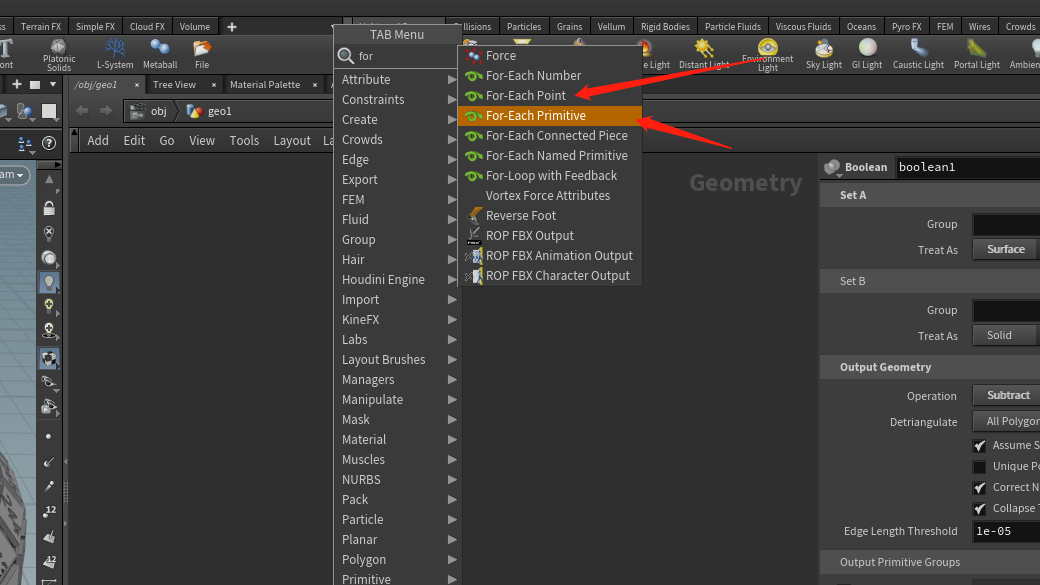 Terrain FX Simple FX Cloud FX Volume Particles Grains Vellum Rigid Bodies Particle Fluids Viscous Fluids Oceans Pyro FX FEM Wires Crowds
Platonic Solids L-System Metaball File Distant Light Environment Light Sky Light GI Light Caustic Light Portal Light
TAB Menu
for
/obj/geo1 Tree View Material Palette
obj geo1
Add Edit Go View Tools Layout
Attribute
Constraints
Create
Crowds
Edge
Export
FEM
Fluid
Group
Hair
Houdini Engine
Import
KineFX
Labs
Layout Brushes
Managers
Manipulate
Mask
Material
Muscles
NURBS
Pack
Particle
Planar
Polygon
Primitive
Force
For-Each Number
For-Each Point
For-Each Primitive
For-Each Connected Piece
For-Each Named Primitive
For-Loop with Feedback
Vortex Force Attributes
Reverse Foot
ROP FBX Output
ROP FBX Animation Output
ROP FBX Character Output
Geometry
Boolean boolean1
Set A
Group
Treat As Surface
Set B
Group
Treat As Solid
Output Geometry
Operation Subtract
Detriangulate All Polygon
Assume S
Unique Po
Correct N
Collapse
Edge Length Threshold 1e-05
Output Primitive Groups
12
12